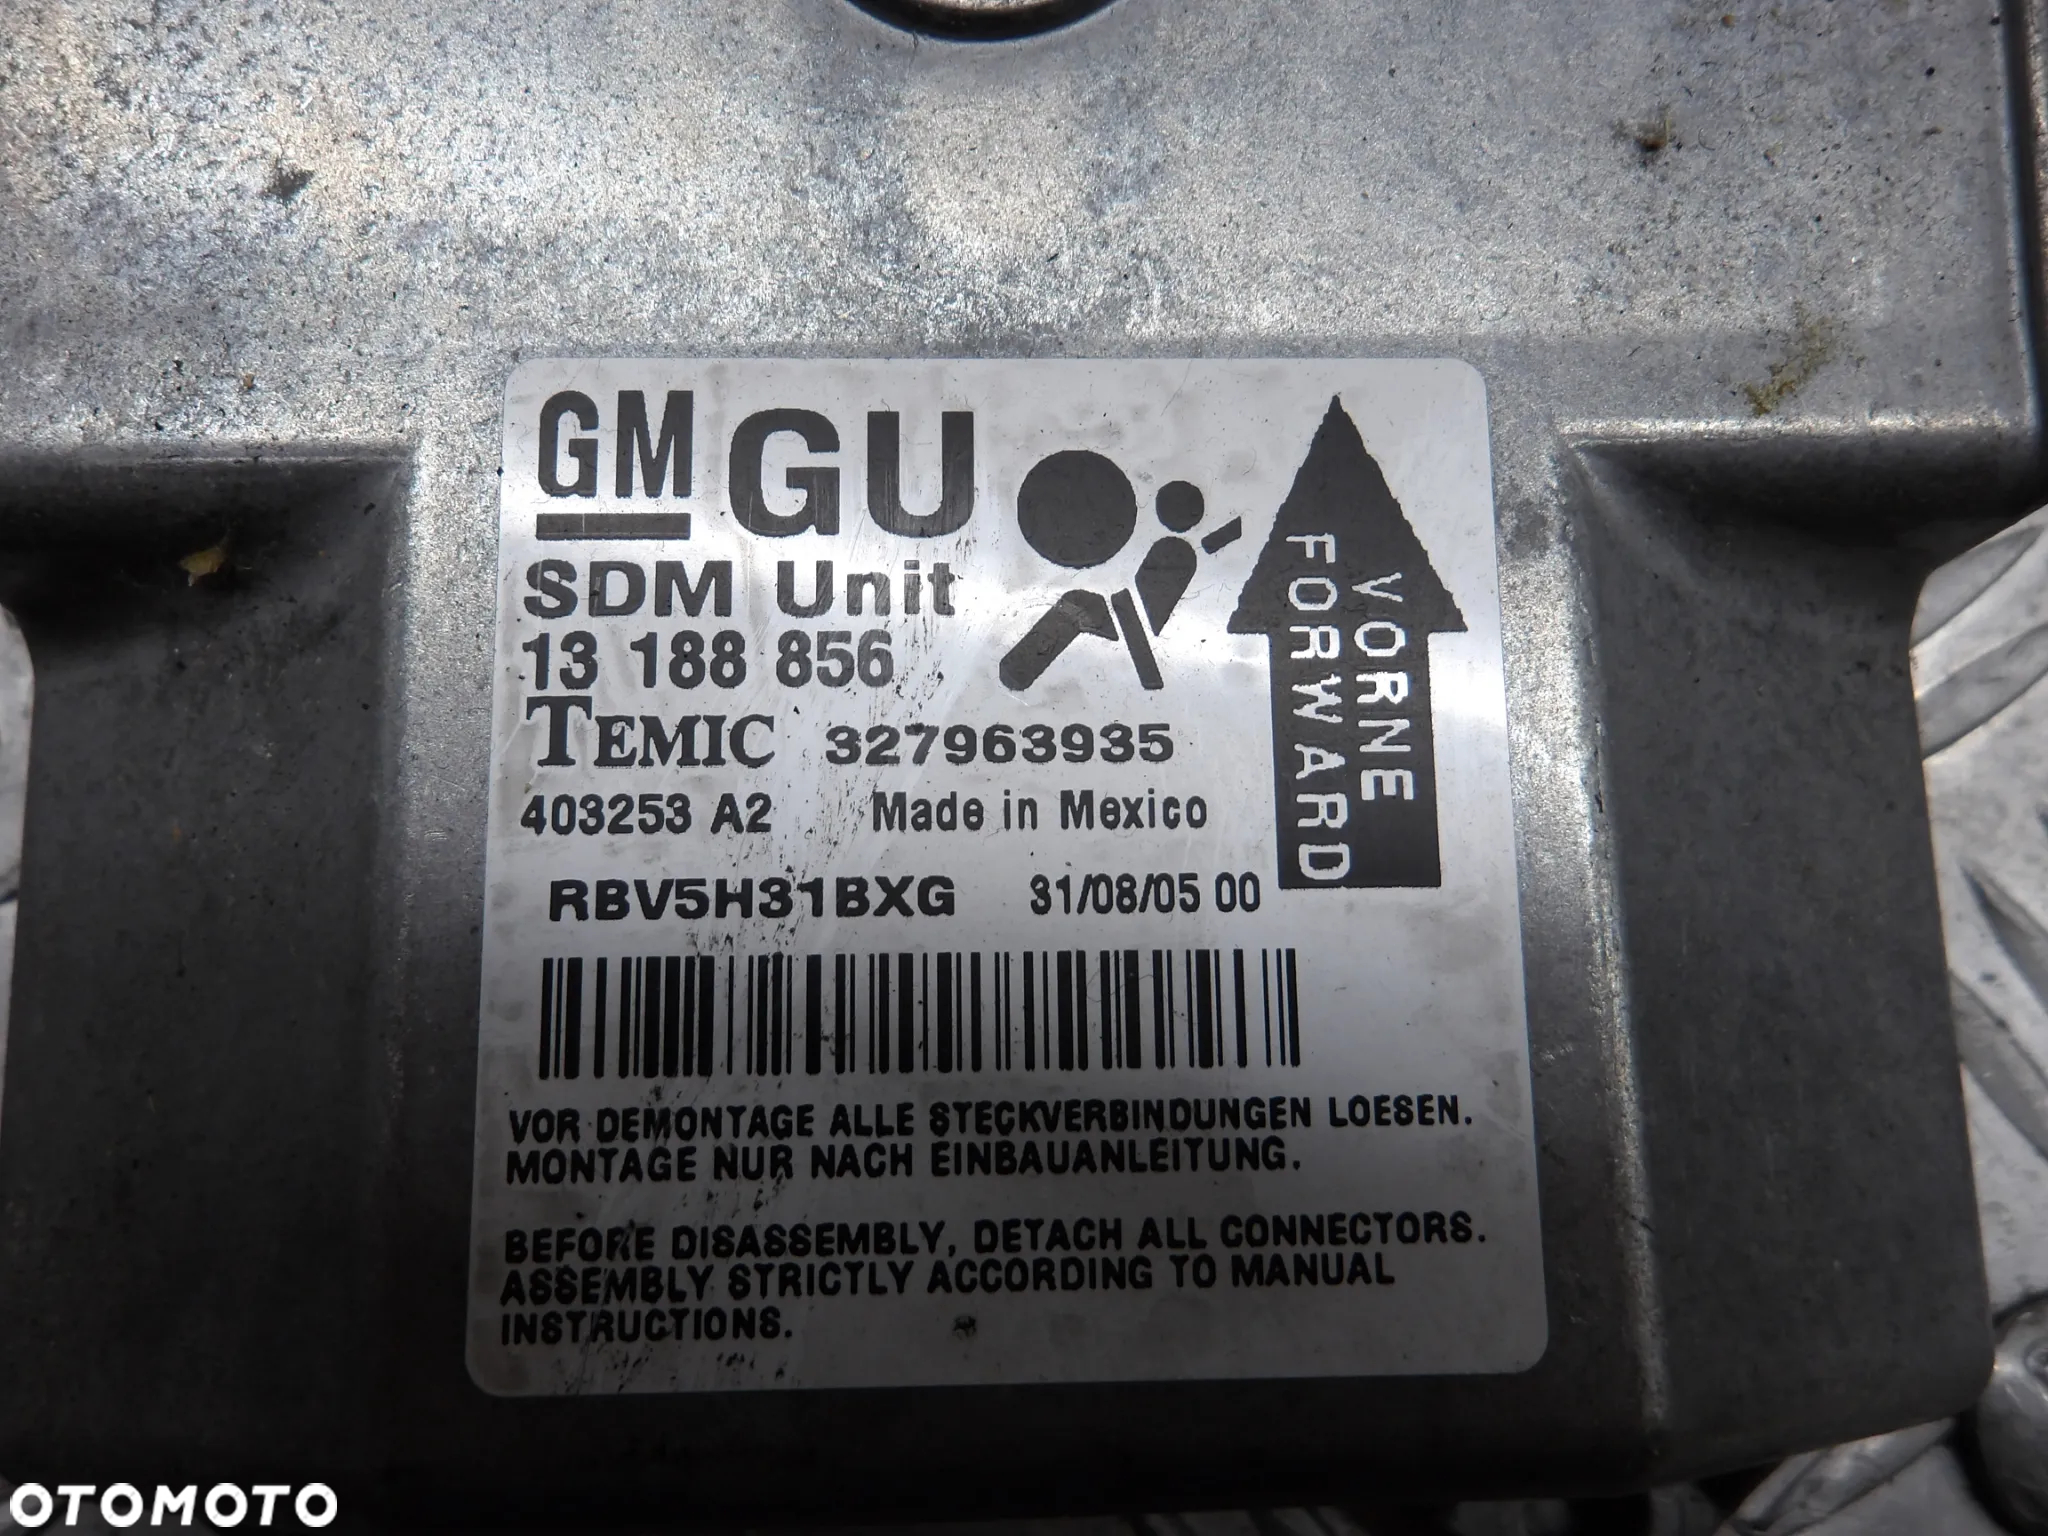 GM GU
SDM Unit
13 188 856
TEMIC 327963935
403253 A2 Made in Mexico
RBV5H31BXG 31/08/05 00
VORNE
FORWARD
VOR DEMONTAGE ALLE STECKVERBINDUNGEN LOESEN.
MONTAGE NUR NACH EINBAUANLEITUNG.
BEFORE DISASSEMBLY, DETACH ALL CONNECTORS.
ASSEMBLY STRICTLY ACCORDING TO MANUAL
INSTRUCTIONS.
OTOMOTO